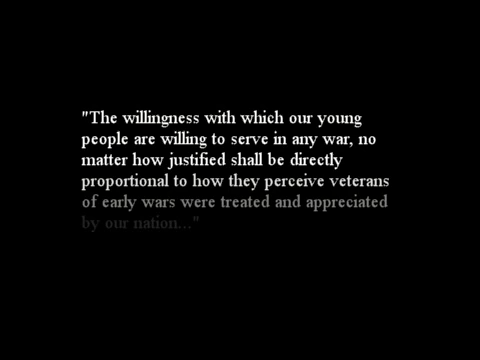 "The willingness with which our young
people are willing to serve in any war, no
matter how justified shall be directly
proportional to how they perceive veterans
of early wars were treated and appreciated
by our nation..."